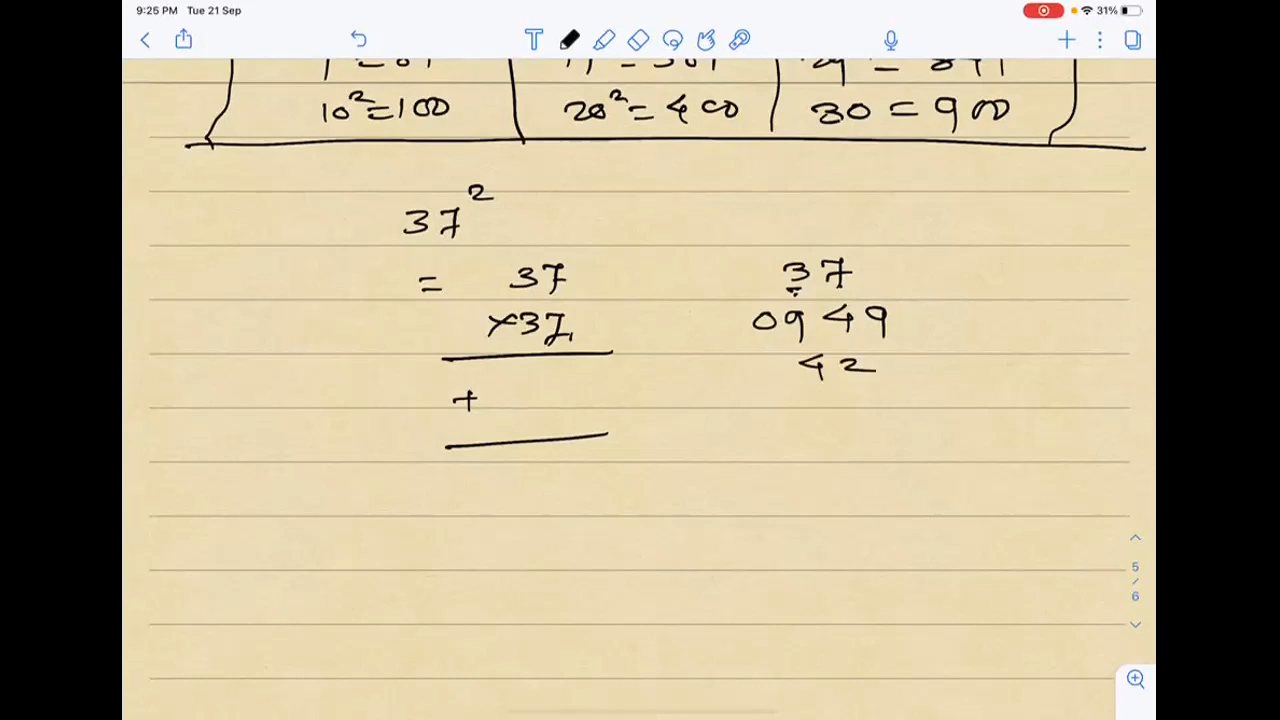 9:25 PM Tue 21 Sep 31%
10²=100 20²=400 30=900
37²
= 37 37
×37 0949
42
+
5
/
6